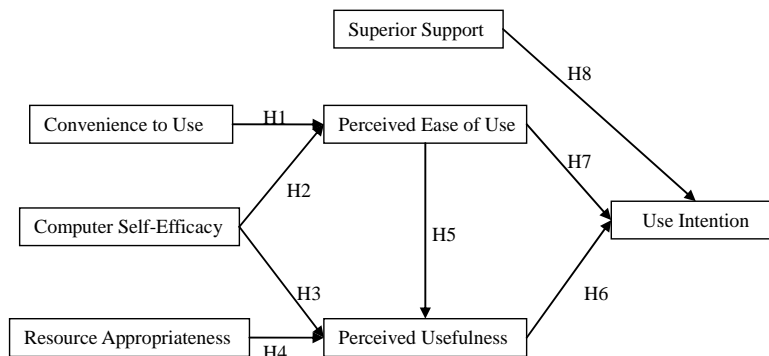 Superior Support
H8
Convenience to Use
H1
Perceived Ease of Use
H7
H2
Computer Self-Efficacy
H5
Use Intention
H3
H6
Resource Appropriateness
H4
Perceived Usefulness